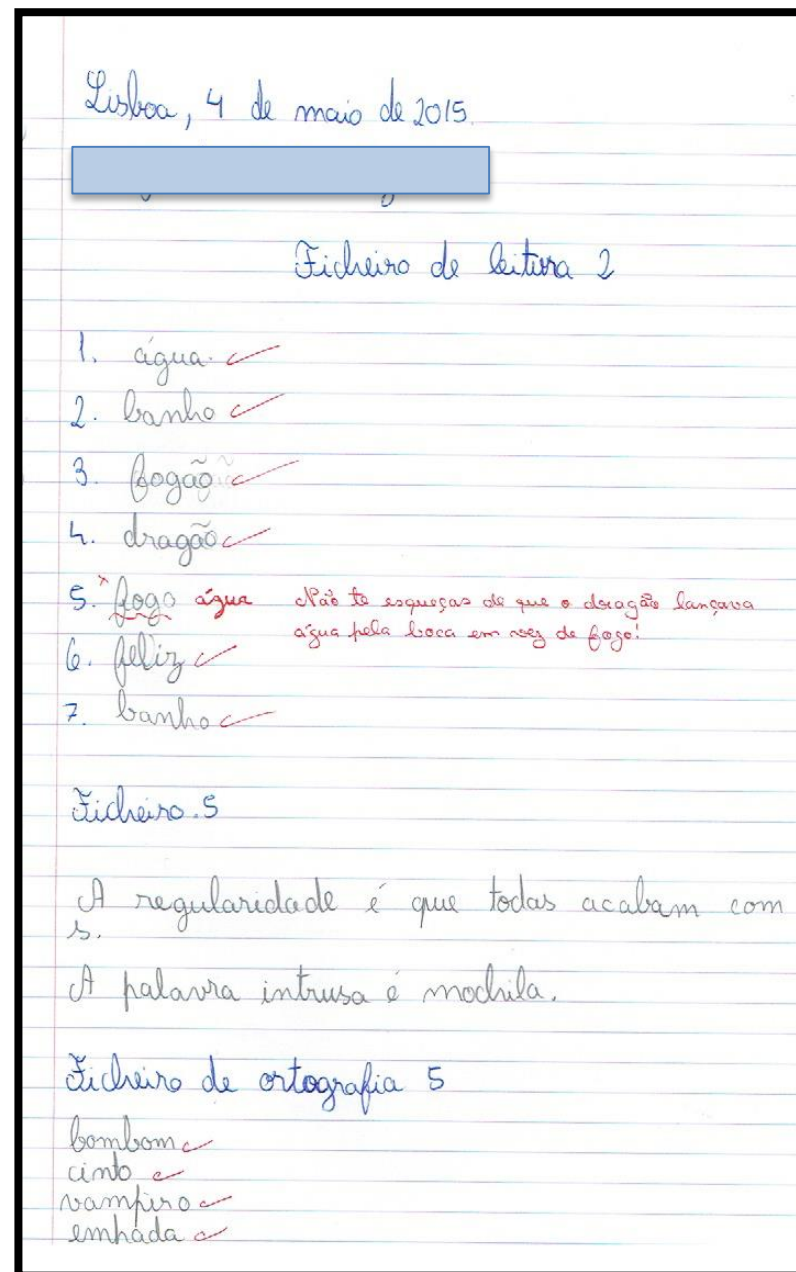 Lisboa, 4 de maio de 2015.
Ficheiro de leitura 2
1. água.
2. banho
3. fogão
4. dragão
5. x fogo água Não te esqueças de que o dragão lançava
água pela boca em vez de fogo!
6. feliz
7. banho
Ficheiro.5
A regularidade é que todas acabam com
s.
A palavra intrusa é mochila.
Ficheiro de ortografia 5
bombom
cinto
vampiro
empada